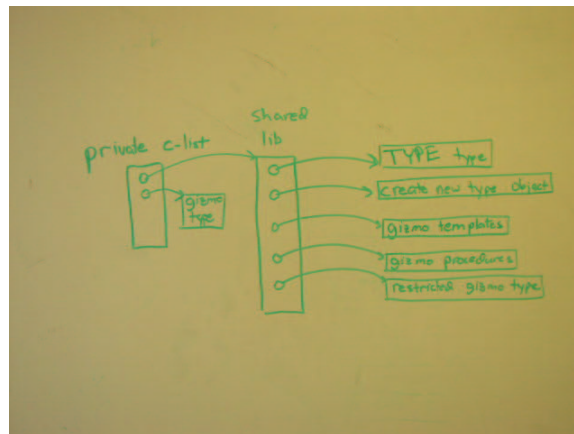 shared
lib
private c-list
TYPE type
create new type object
gizmo
type
gizmo templates
gizmo procedures
restricted gizmo type